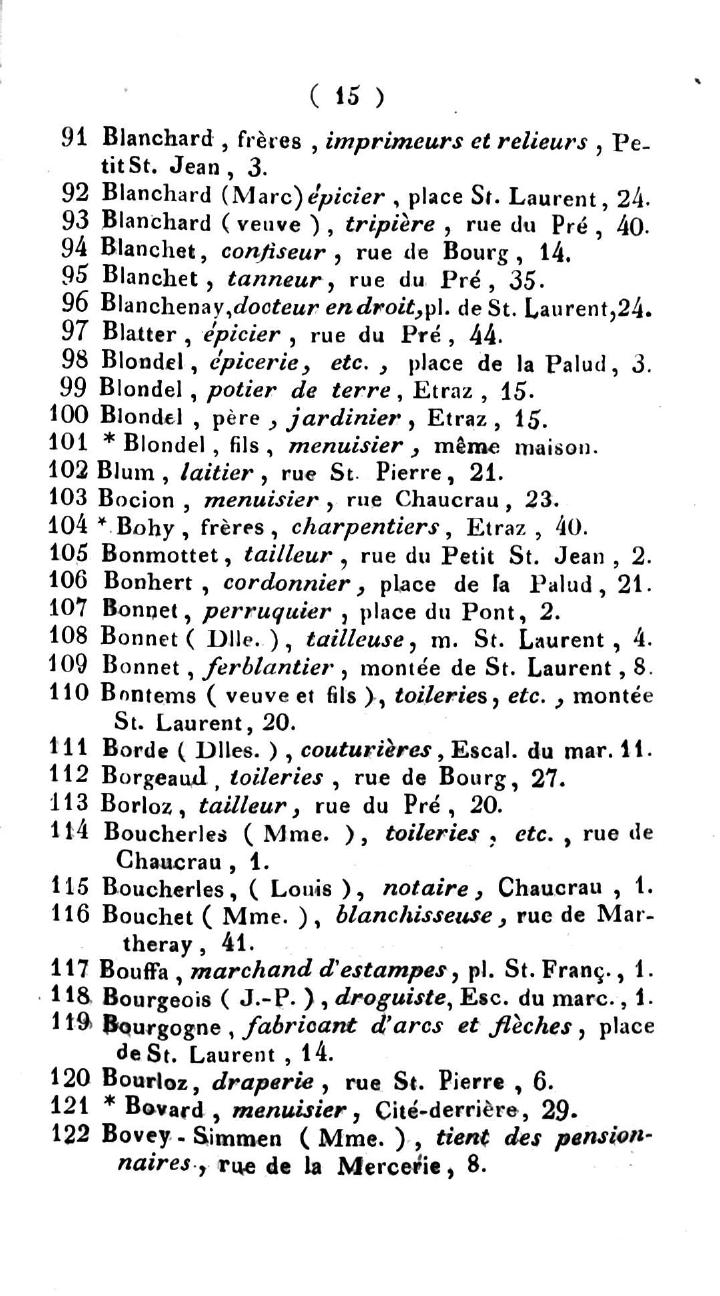 ( 15 )
91 Blanchard , frères , imprimeurs et relieurs , Pe-
tit St. Jean , 3.
92 Blanchard (Marc) épicier , place St. Laurent , 24.
93 Blanchard ( veuve ) , tripière , rue du Pré , 40.
94 Blanchet, confiseur , rue de Bourg , 14.
95 Blanchet , tanneur, rue du Pré , 35.
96 Blanchenay,docteur en droit,pl. de St. Laurent,24.
97 Blatter , épicier , rue du Pré , 44.
98 Blondel , épicerie, etc. , place de la Palud , 3.
99 Blondel , potier de terre , Etraz , 15.
100 Blondel , père , jardinier , Etraz , 15.
101 * Blondel , fils , menuisier , même maison.
102 Blum , laitier , rue St. Pierre, 21.
103 Bocion , menuisier , rue Chaucrau , 23.
104 * Bohy , frères , charpentiers , Etraz , 40.
105 Bonmottet, tailleur , rue du Petit St. Jean , 2.
106 Bonhert , cordonnier , place de la Palud , 21.
107 Bonnet, perruquier , place du Pont, 2.
108 Bonnet ( Dlle. ) , tailleuse, m. St. Laurent , 4.
109 Bonnet , ferblantier , montée de St. Laurent , 8.
110 Bontems ( veuve et fils ), toileries, etc. , montée
St. Laurent, 20.
111 Borde ( Dlles. ) , couturières , Escal. du mar. 11.
112 Borgeaud , toileries , rue de Bourg, 27.
113 Borloz , tailleur, rue du Pré , 20.
114 Boucherles ( Mme. ), toileries , etc. , rue de
Chaucrau , 1.
115 Boucherles, ( Louis ), notaire , Chaucrau , 1.
116 Bouchet ( Mme. ), blanchisseuse , rue de Mar-
theray , 41.
117 Bouffa , marchand d'estampes, pl. St. Franç. , 1.
118 Bourgeois ( J.-P. ) , droguiste, Esc. du marc. , 1.
119 Bourgogne , fabricant d'arcs et flèches , place
de St. Laurent , 14.
120 Bourloz, draperie , rue St. Pierre , 6.
121 * Bovard , menuisier, Cité-derrière, 29.
122 Bovey - Simmen ( Mme. ) , tient des pension-
naires , rue de la Mercerie , 8.